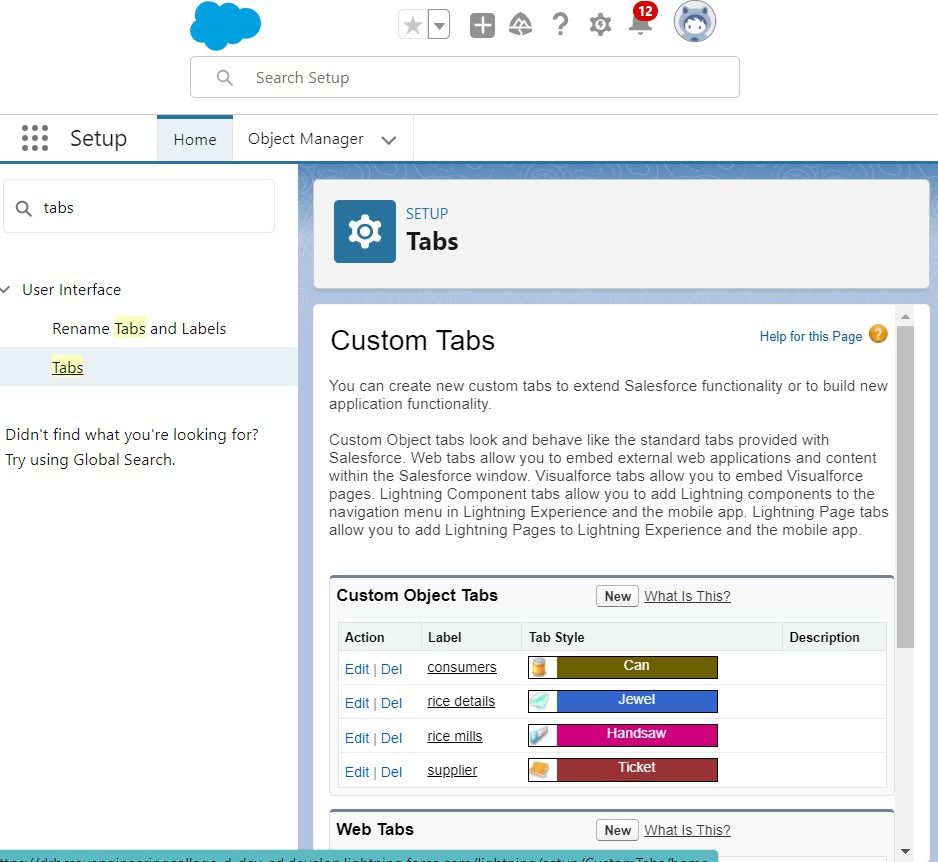 12
Search Setup
Setup
Home
Object Manager
tabs
User Interface
Rename Tabs and Labels
Tabs
Didn't find what you're looking for?
Try using Global Search.
SETUP
Tabs
Custom Tabs
Help for this Page ?
You can create new custom tabs to extend Salesforce functionality or to build new
application functionality.
Custom Object tabs look and behave like the standard tabs provided with
Salesforce. Web tabs allow you to embed external web applications and content
within the Salesforce window. Visualforce tabs allow you to embed Visualforce
pages. Lightning Component tabs allow you to add Lightning components to the
navigation menu in Lightning Experience and the mobile app. Lightning Page tabs
allow you to add Lightning Pages to Lightning Experience and the mobile app.
Custom Object Tabs New What Is This?
Action Label Tab Style Description
Edit | Del consumers Can
Edit | Del rice details Jewel
Edit | Del rice mills Handsaw
Edit | Del supplier Ticket
Web Tabs New What Is This?